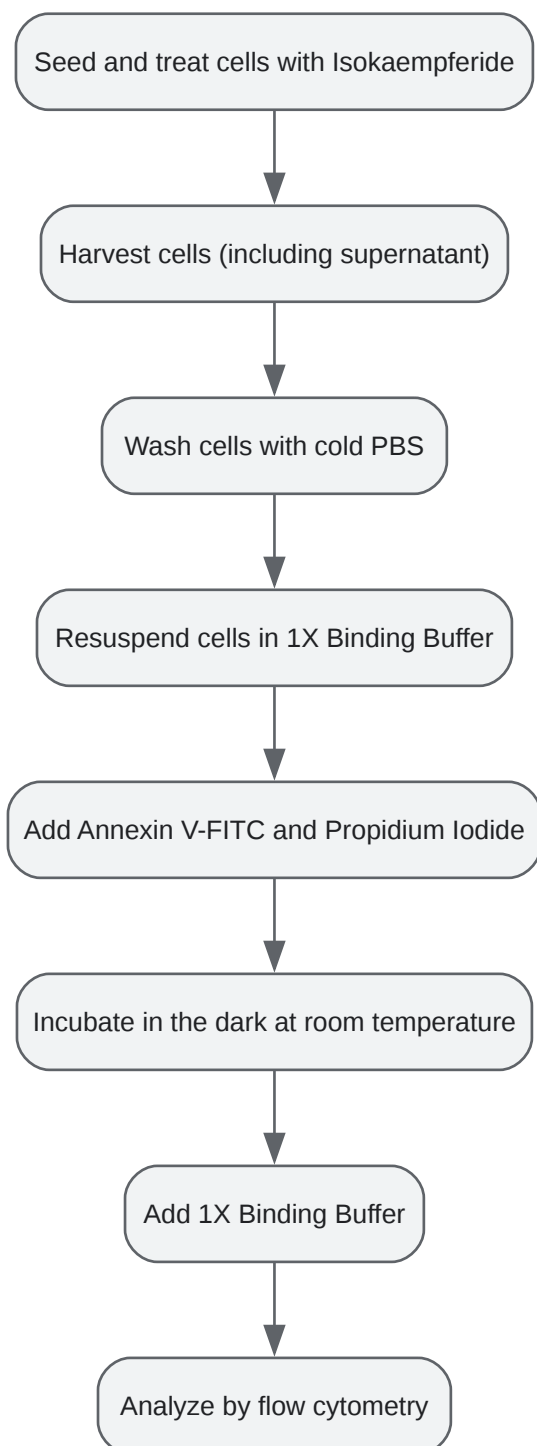 Seed and treat cells with Isokaempferide
Harvest cells (including supernatant)
Wash cells with cold PBS
Resuspend cells in 1X Binding Buffer
Add Annexin V-FITC and Propidium Iodide
Incubate in the dark at room temperature
Add 1X Binding Buffer
Analyze by flow cytometry